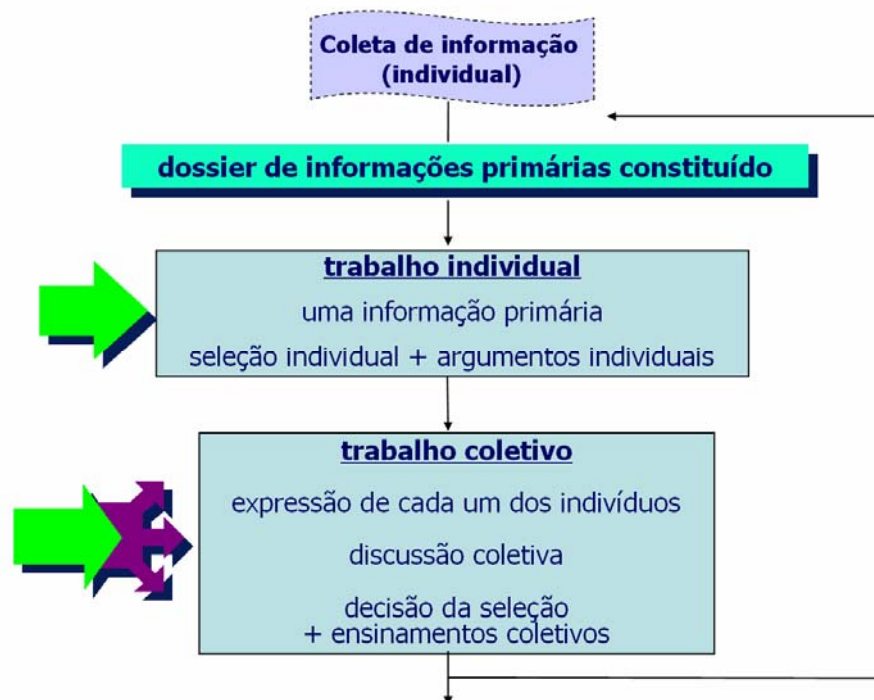 Coleta de informação
(individual)
dossier de informações primárias constituído
trabalho individual
uma informação primária
seleção individual + argumentos individuais
trabalho coletivo
expressão de cada um dos indivíduos
discussão coletiva
decisão da seleção
+ ensinamentos coletivos